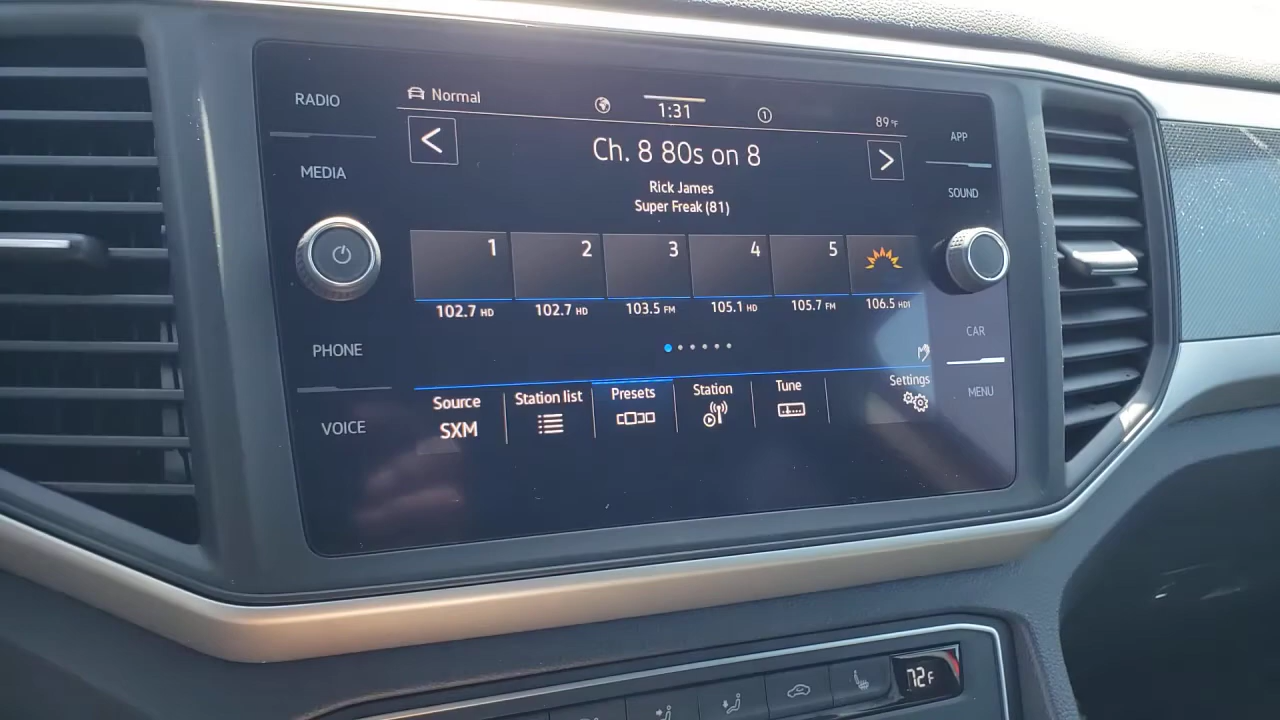 RADIO
MEDIA
PHONE
VOICE
Normal
1:31
1
89°F
Ch. 8 80s on 8
Rick James
Super Freak (81)
1 2 3 4 5
102.7 HD 102.7 HD 103.5 FM 105.1 HD 105.7 FM 106.5 HD1
Source Station list Presets Station Tune Settings
SXM
APP
SOUND
CAR
MENU
72F